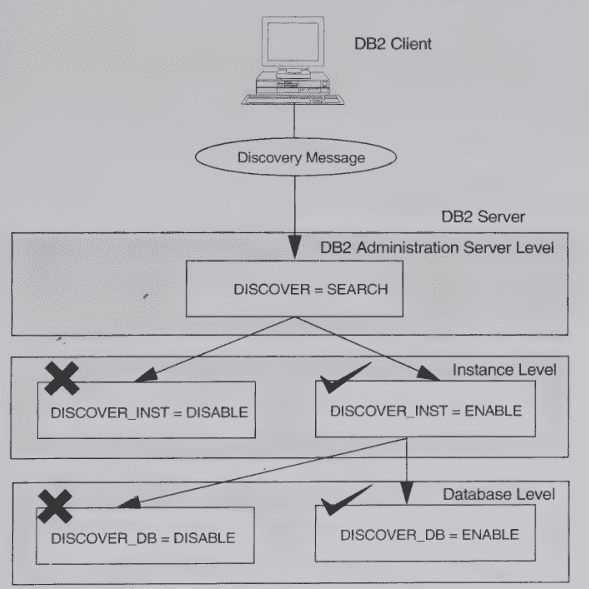 DB2 Client
Discovery Message
DB2 Server
DB2 Administration Server Level
DISCOVER = SEARCH
Instance Level
DISCOVER_INST = DISABLE
DISCOVER_INST = ENABLE
Database Level
DISCOVER_DB = DISABLE
DISCOVER_DB = ENABLE